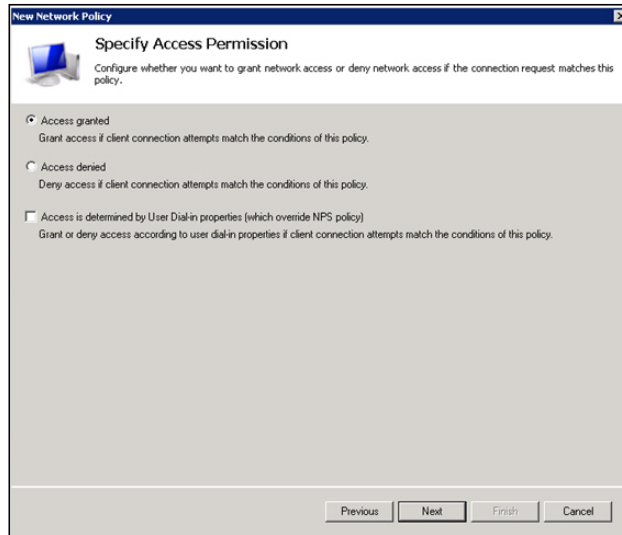 New Network Policy
Specify Access Permission
Configure whether you want to grant network access or deny network access if the connection request matches this
policy.
Access granted
Grant access if client connection attempts match the conditions of this policy.
Access denied
Deny access if client connection attempts match the conditions of this policy.
Access is determined by User Dial-in properties (which override NPS policy)
Grant or deny access according to user dial-in properties if client connection attempts match the conditions of this policy.
Previous Next Finish Cancel